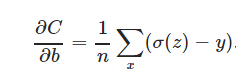 ∂C/∂b = 1/n ∑ₓ (σ(z) − y).